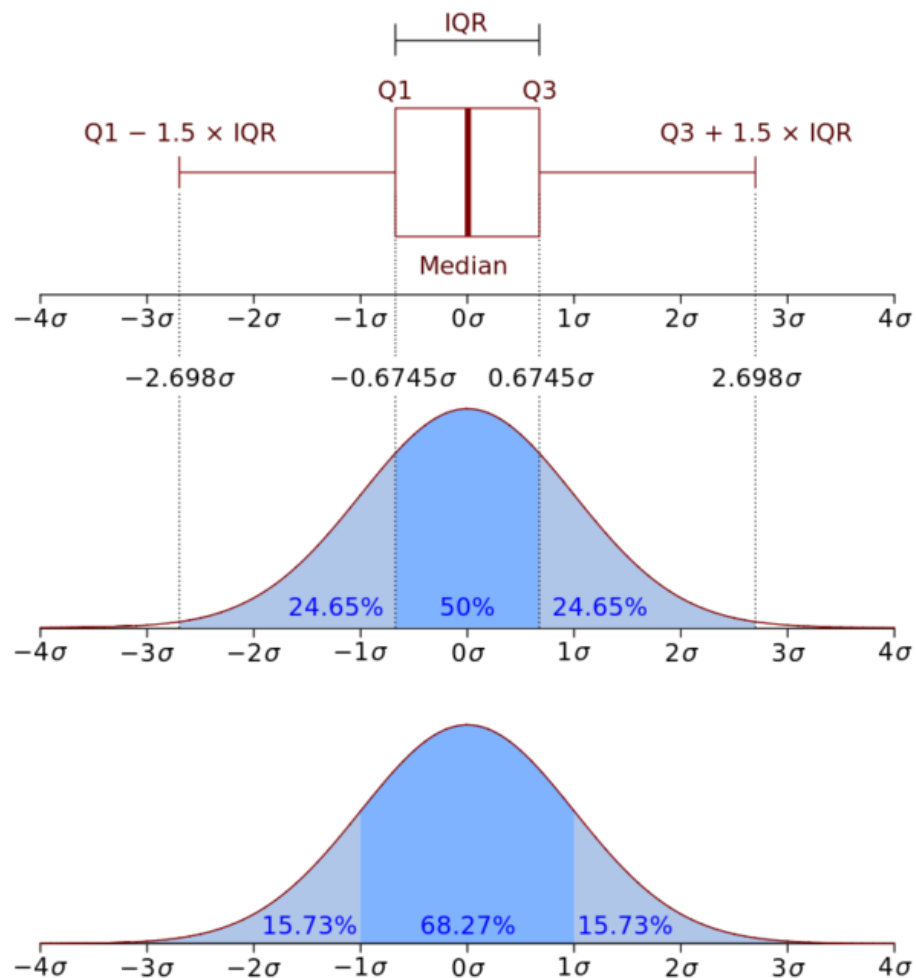 IQR
Q1 Q3
Q1 − 1.5 × IQR Q3 + 1.5 × IQR
Median
−4σ −3σ −2σ −1σ 0σ 1σ 2σ 3σ 4σ
−2.698σ −0.6745σ 0.6745σ 2.698σ
24.65% 50% 24.65%
−4σ −3σ −2σ −1σ 0σ 1σ 2σ 3σ 4σ
15.73% 68.27% 15.73%
−4σ −3σ −2σ −1σ 0σ 1σ 2σ 3σ 4σ